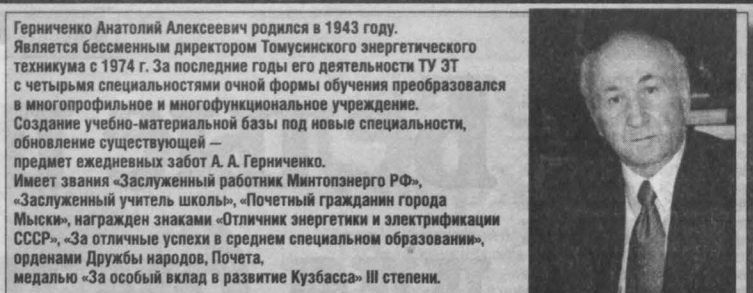 Герниченко Анатолий Алексеевич родился в 1943 году.
Является бессменным директором Томусинского энергетического
техникума с 1974 г. За последние годы его деятельности ТУ ЭТ
с четырьмя специальностями очной формы обучения преобразовался
в многопрофильное и многофункциональное учреждение.
Создание учебно-материальной базы под новые специальности,
обновление существующей —
предмет ежедневных забот А. А. Герниченко.
Имеет звания «Заслуженный работник Минтопэнерго РФ»,
«Заслуженный учитель школы», «Почетный гражданин города
Мыски», награжден знаками «Отличник энергетики и электрификации
СССР», «За отличные успехи в среднем специальном образовании»,
орденами Дружбы народов, Почета,
медалью «За особый вклад в развитие Кузбасса» III степени.